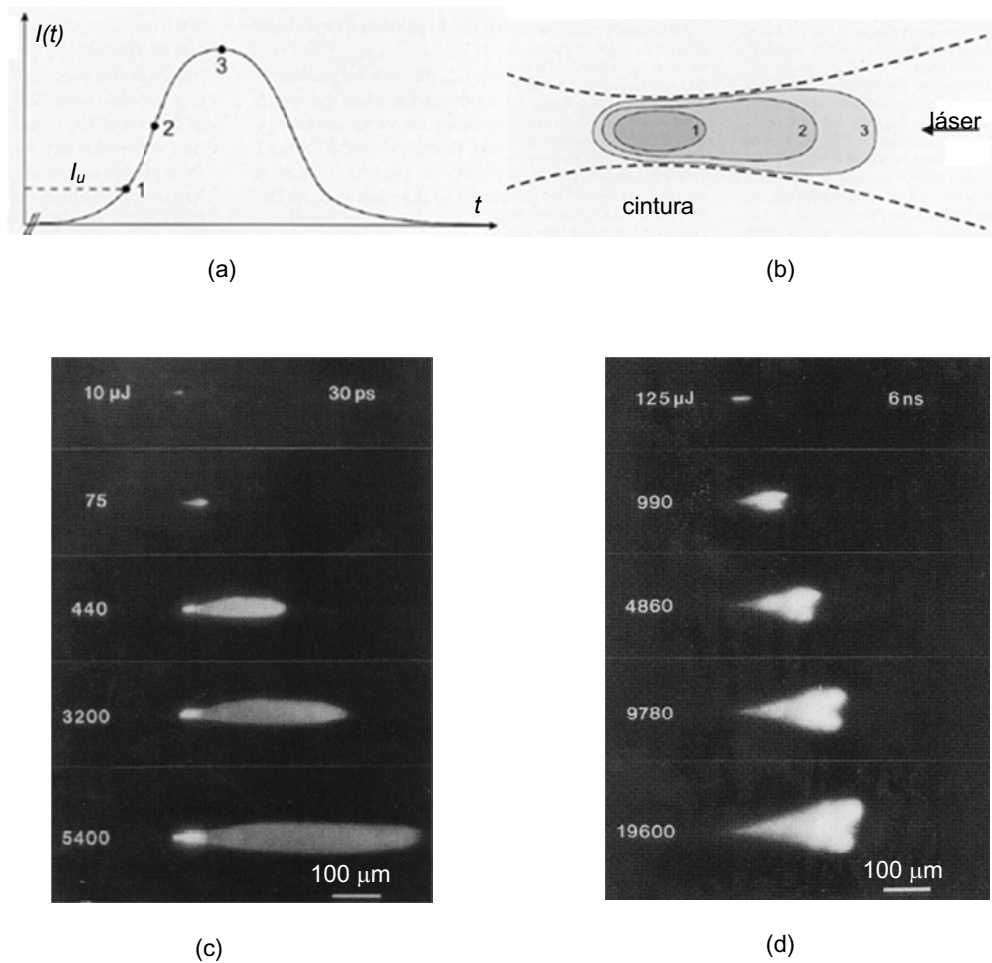 I(t)
3
2
I_u
1
t
(a)
1
2
3
láser
cintura
(b)
10 μJ
30 ps
75
440
3200
5400
100 μm
(c)
125 μJ
6 ns
990
4860
9780
19600
100 μm
(d)